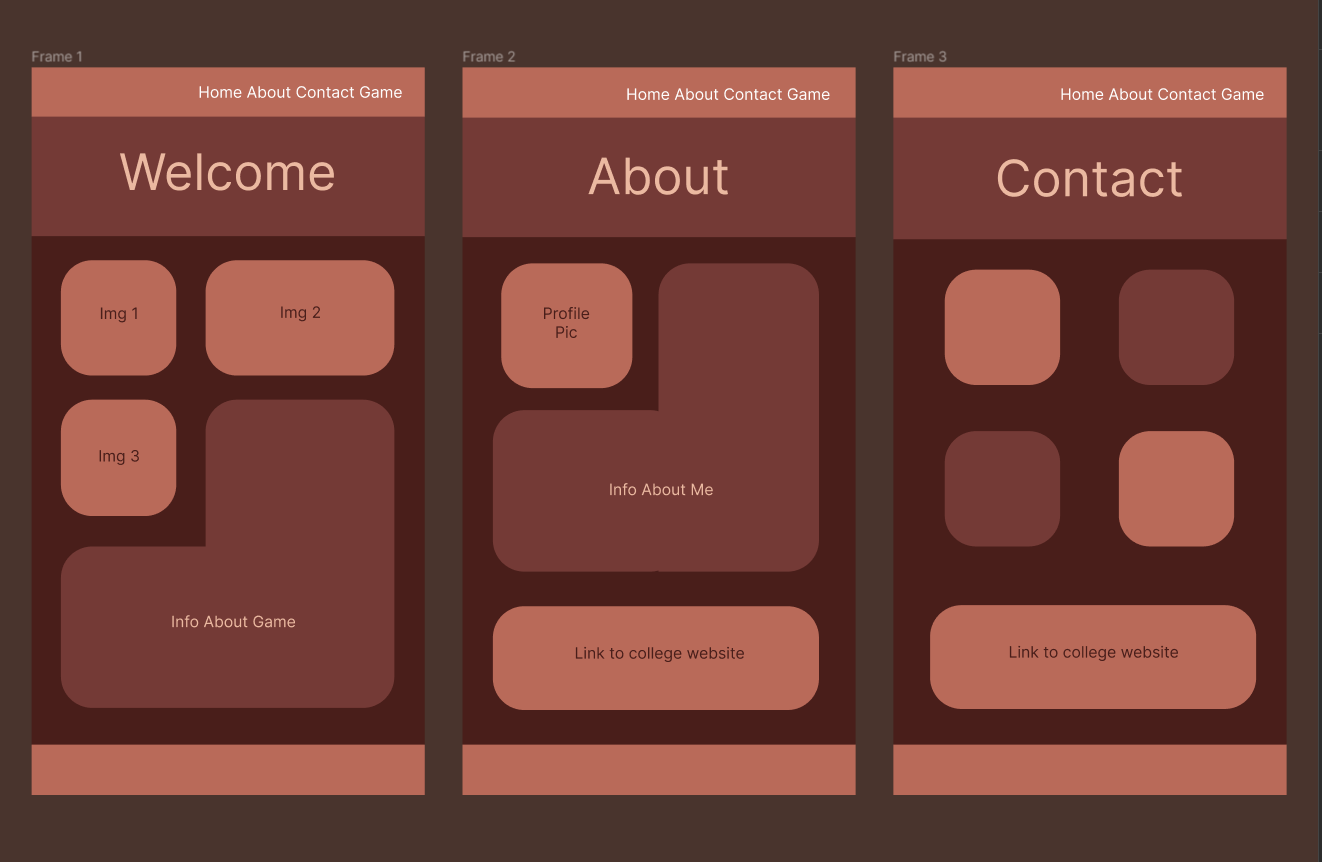 Frame 1
Home About Contact Game
Welcome
Img 1
Img 2
Img 3
Info About Game
Frame 2
Home About Contact Game
About
Profile
Pic
Info About Me
Link to college website
Frame 3
Home About Contact Game
Contact
Link to college website